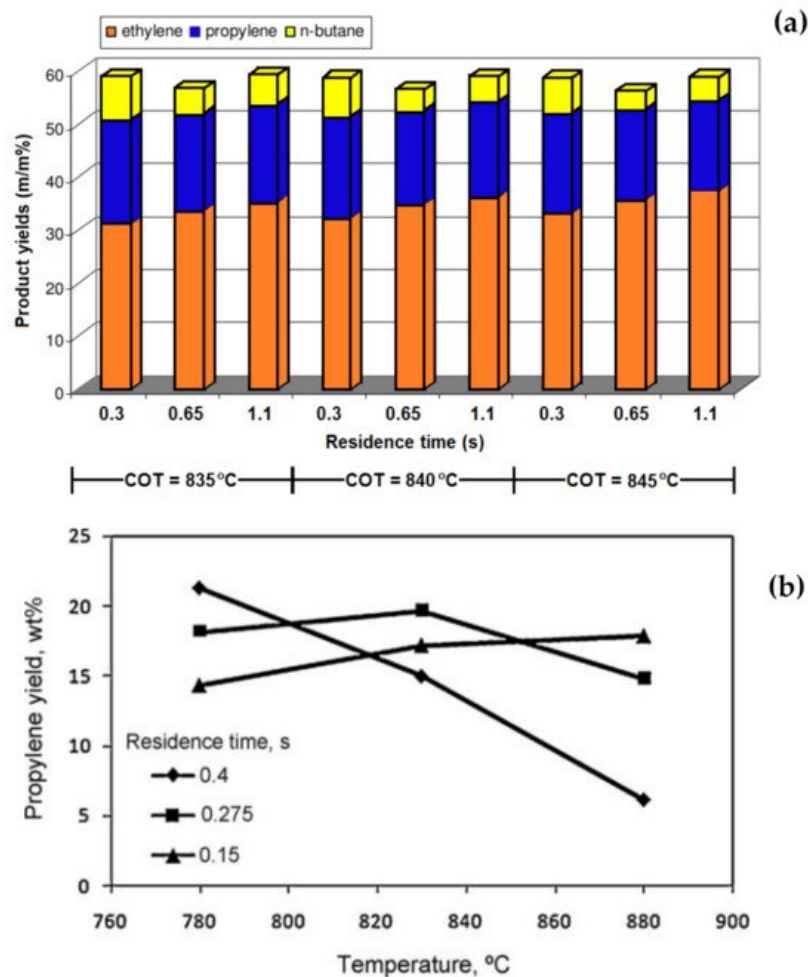 (a)
ethylene propylene n-butane
Product yields (m/m%)
60
50
40
30
20
10
0
0.3 0.65 1.1 0.3 0.65 1.1 0.3 0.65 1.1
Residence time (s)
COT = 835°C COT = 840°C COT = 845°C
(b)
Propylene yield, wt%
25
20
15
10
5
0
Residence time, s
0.4
0.275
0.15
760 780 800 820 840 860 880 900
Temperature, ºC